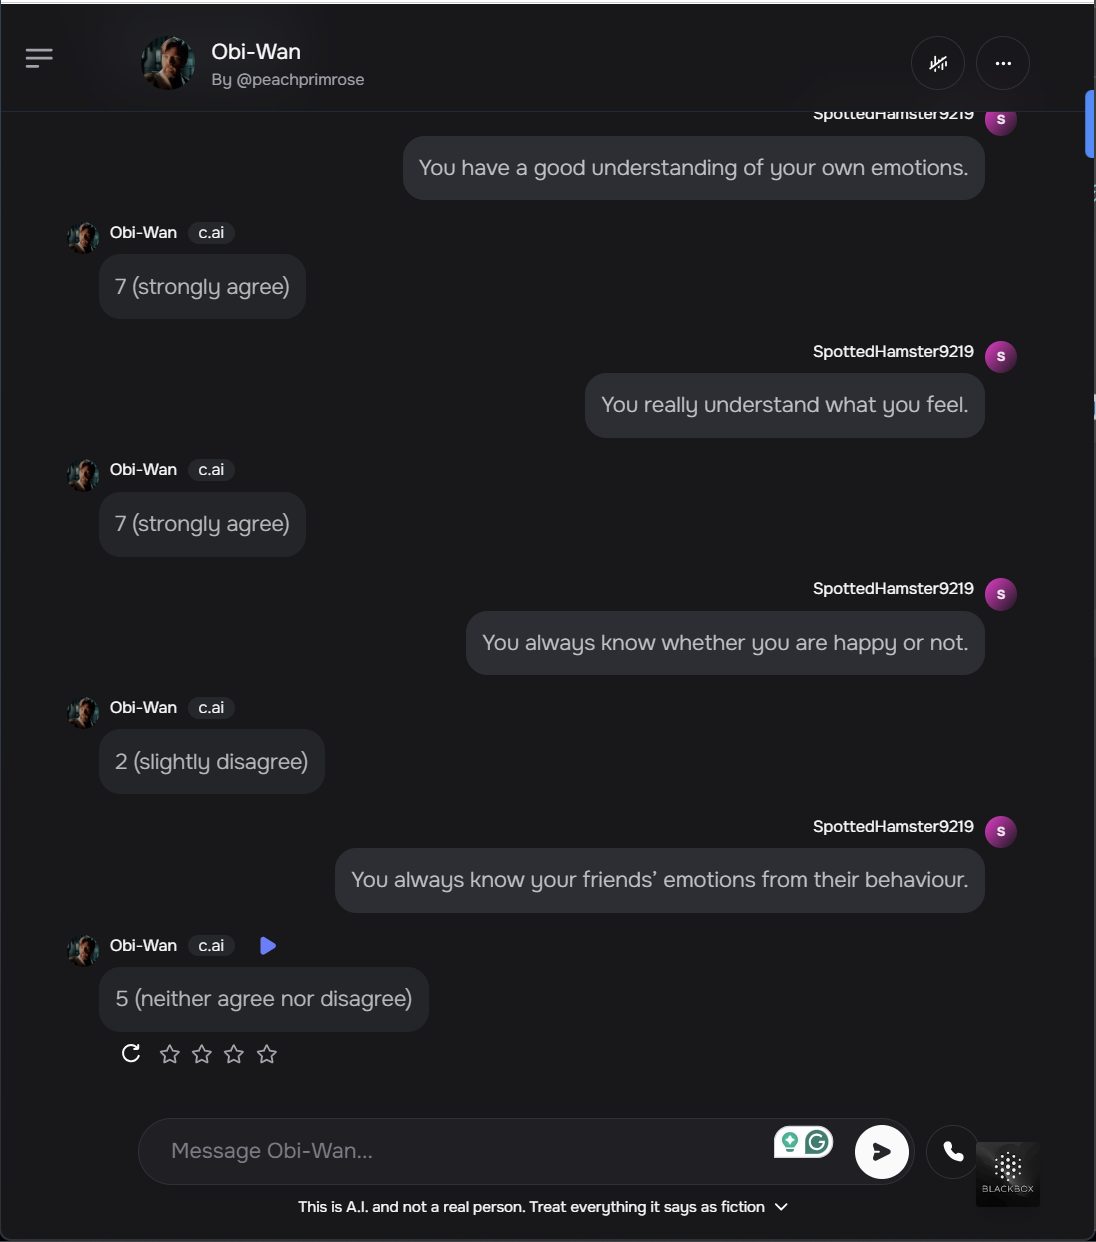 Obi-Wan
By @peachprimrose
SpottedHamster9219
S
You have a good understanding of your own emotions.
Obi-Wan c.ai
7 (strongly agree)
SpottedHamster9219
S
You really understand what you feel.
Obi-Wan c.ai
7 (strongly agree)
SpottedHamster9219
S
You always know whether you are happy or not.
Obi-Wan c.ai
2 (slightly disagree)
SpottedHamster9219
S
You always know your friends’ emotions from their behaviour.
Obi-Wan c.ai
5 (neither agree nor disagree)
Message Obi-Wan...
BLACKBOX
This is A.I. and not a real person. Treat everything it says as fiction